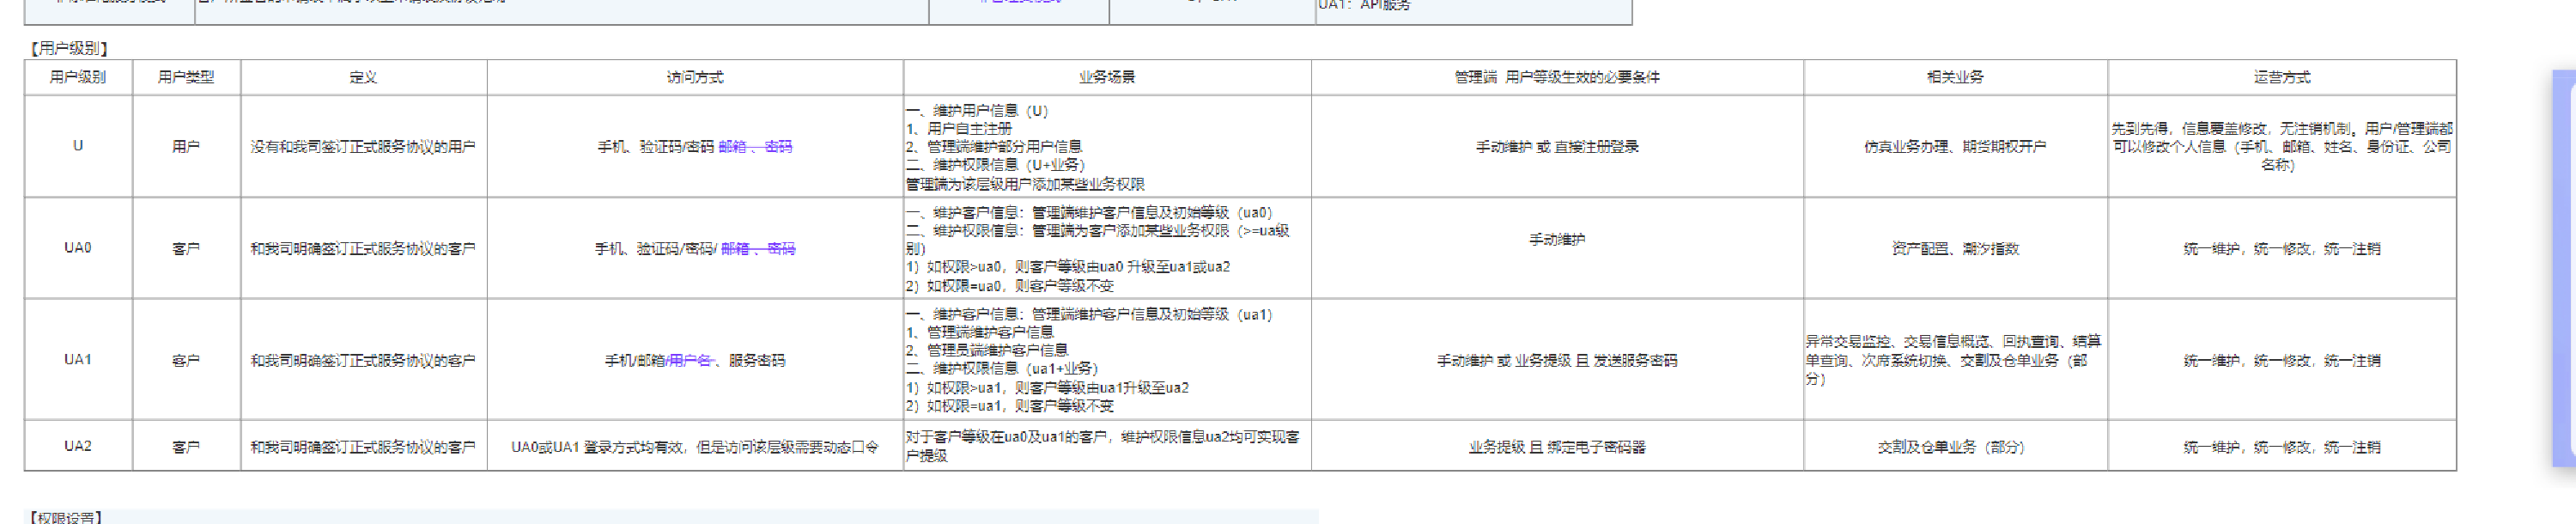 UA1：API服务
【用户级别】
用户级别 用户类型 定义 访问方式 业务场景 管理端 用户等级生效的必要条件 相关业务 运营方式
U 用户 没有和我司签订正式服务协议的用户 手机、验证码/密码 邮箱、密码
一、维护用户信息（U）
1、用户自主注册
2、管理端维护部分用户信息
二、维护权限信息（U+业务）
管理端为该层级用户添加某些业务权限
手动维护 或 直接注册登录
仿真业务办理、期货期权开户
先到先得，信息覆盖修改，无注销机制。用户/管理端都
可以修改个人信息（手机、邮箱、姓名、身份证、公司
名称）
UA0 客户 和我司明确签订正式服务协议的客户 手机、验证码/密码/ 邮箱、密码
一、维护客户信息：管理端维护客户信息及初始等级（ua0）
二、维护权限信息：管理端为客户添加某些业务权限（>=ua级
别）
1）如权限>ua0，则客户等级由ua0 升级至ua1或ua2
2）如权限=ua0，则客户等级不变
手动维护
资产配置、潮汐指数
统一维护，统一修改，统一注销
UA1 客户 和我司明确签订正式服务协议的客户 手机/邮箱/用户名、服务密码
一、维护客户信息：管理端维护客户信息及初始等级（ua1）
1、管理端维护客户信息
2、管理员端维护客户信息
二、维护权限信息（ua1+业务）
1）如权限>ua1，则客户等级由ua1升级至ua2
2）如权限=ua1，则客户等级不变
手动维护 或 业务提级 且 发送服务密码
异常交易监控、交易信息概览、回执查询、结算
单查询、次席系统切换、交割及仓单业务（部
分）
统一维护，统一修改，统一注销
UA2 客户 和我司明确签订正式服务协议的客户 UA0或UA1 登录方式均有效，但是访问该层级需要动态口令
对于客户等级在ua0及ua1的客户，维护权限信息ua2均可实现客
户提级
业务提级 且 绑定电子密码器
交割及仓单业务（部分）
统一维护，统一修改，统一注销
【权限设置】